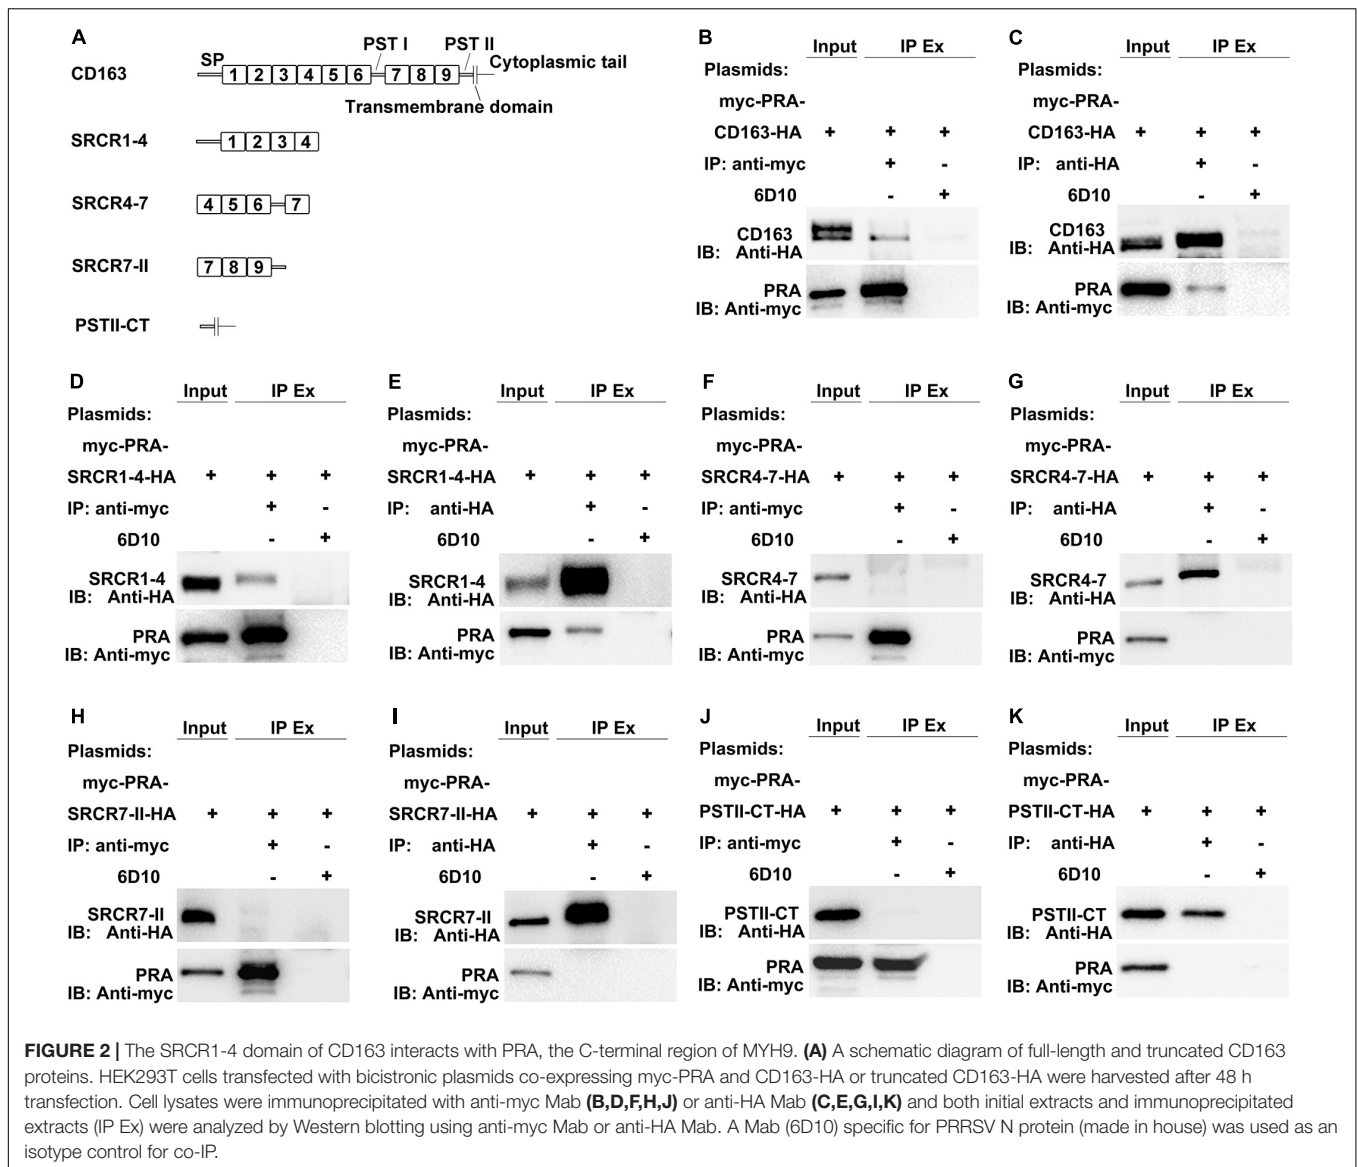 A
SP
PST I
PST II
CD163
1 2 3 4 5 6 7 8 9
Cytoplasmic tail
Transmembrane domain
SRCR1-4
1 2 3 4
SRCR4-7
4 5 6 7
SRCR7-II
7 8 9
PSTII-CT
B
Input IP Ex
Plasmids:
myc-PRA-
CD163-HA + + +
IP: anti-myc + -
6D10 - +
CD163
IB: Anti-HA
PRA
IB: Anti-myc
C
Input IP Ex
Plasmids:
myc-PRA-
CD163-HA + + +
IP: anti-HA + -
6D10 - +
CD163
IB: Anti-HA
PRA
IB: Anti-myc
D
Input IP Ex
Plasmids:
myc-PRA-
SRCR1-4-HA + + +
IP: anti-myc + -
6D10 - +
SRCR1-4
IB: Anti-HA
PRA
IB: Anti-myc
E
Input IP Ex
Plasmids:
myc-PRA-
SRCR1-4-HA + + +
IP: anti-HA + -
6D10 - +
SRCR1-4
IB: Anti-HA
PRA
IB: Anti-myc
F
Input IP Ex
Plasmids:
myc-PRA-
SRCR4-7-HA + + +
IP: anti-myc + -
6D10 - +
SRCR4-7
IB: Anti-HA
PRA
IB: Anti-myc
G
Input IP Ex
Plasmids:
myc-PRA-
SRCR4-7-HA + + +
IP: anti-HA + -
6D10 - +
SRCR4-7
IB: Anti-HA
PRA
IB: Anti-myc
H
Input IP Ex
Plasmids:
myc-PRA-
SRCR7-II-HA + + +
IP: anti-myc + -
6D10 - +
SRCR7-II
IB: Anti-HA
PRA
IB: Anti-myc
I
Input IP Ex
Plasmids:
myc-PRA-
SRCR7-II-HA + + +
IP: anti-HA + -
6D10 - +
SRCR7-II
IB: Anti-HA
PRA
IB: Anti-myc
J
Input IP Ex
Plasmids:
myc-PRA-
PSTII-CT-HA + + +
IP: anti-myc + -
6D10 - +
PSTII-CT
IB: Anti-HA
PRA
IB: Anti-myc
K
Input IP Ex
Plasmids:
myc-PRA-
PSTII-CT-HA + + +
IP: anti-HA + -
6D10 - +
PSTII-CT
IB: Anti-HA
PRA
IB: Anti-myc
FIGURE 2 | The SRCR1-4 domain of CD163 interacts with PRA, the C-terminal region of MYH9. (A) A schematic diagram of full-length and truncated CD163
proteins. HEK293T cells transfected with bicistronic plasmids co-expressing myc-PRA and CD163-HA or truncated CD163-HA were harvested after 48 h
transfection. Cell lysates were immunoprecipitated with anti-myc Mab (B,D,F,H,J) or anti-HA Mab (C,E,G,I,K) and both initial extracts and immunoprecipitated
extracts (IP Ex) were analyzed by Western blotting using anti-myc Mab or anti-HA Mab. A Mab (6D10) specific for PRRSV N protein (made in house) was used as an
isotype control for co-IP.